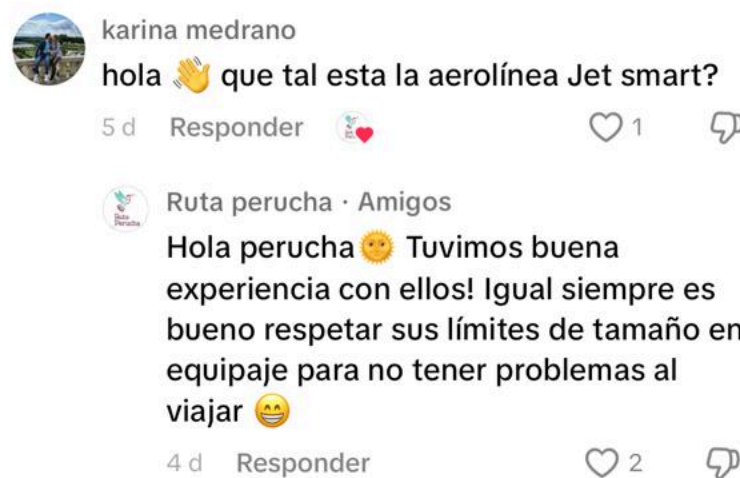 karina medrano
hola 👋 que tal esta la aerolínea Jet smart?
5 d Responder 1
Ruta perucha · Amigos
Hola perucha🌞 Tuvimos buena
experiencia con ellos! Igual siempre es
bueno respetar sus límites de tamaño en
equipaje para no tener problemas al
viajar 😁
4 d Responder 2
Ruta
Perucha